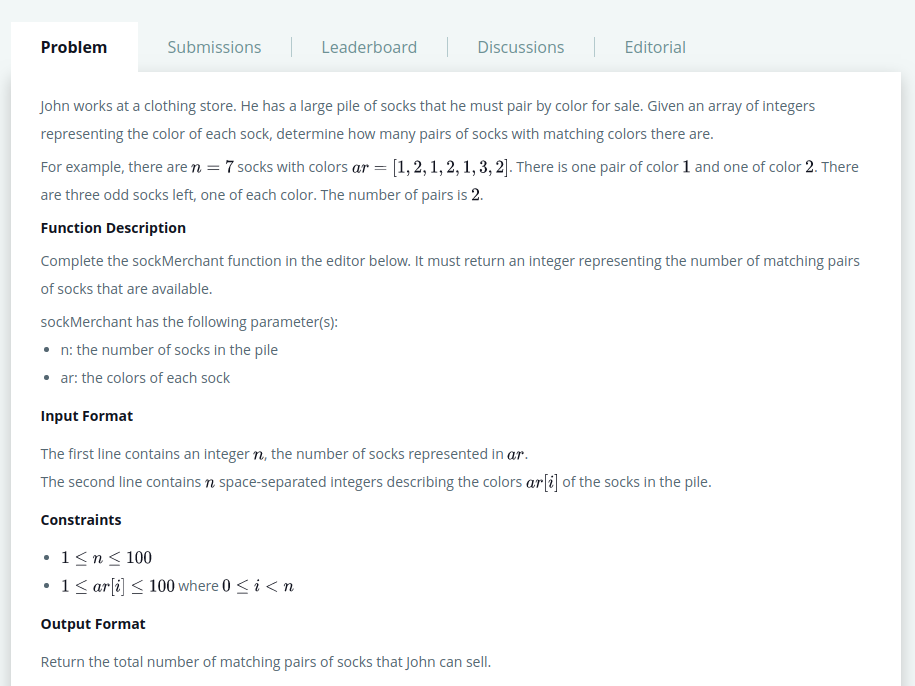 Problem
Submissions
Leaderboard
Discussions
Editorial
John works at a clothing store. He has a large pile of socks that he must pair by color for sale. Given an array of integers
representing the color of each sock, determine how many pairs of socks with matching colors there are.
For example, there are n = 7 socks with colors ar = [1, 2, 1, 2, 1, 3, 2]. There is one pair of color 1 and one of color 2. There
are three odd socks left, one of each color. The number of pairs is 2.
Function Description
Complete the sockMerchant function in the editor below. It must return an integer representing the number of matching pairs
of socks that are available.
sockMerchant has the following parameter(s):
• n: the number of socks in the pile
• ar: the colors of each sock
Input Format
The first line contains an integer n, the number of socks represented in ar.
The second line contains n space-separated integers describing the colors ar[i] of the socks in the pile.
Constraints
• 1 ≤ n ≤ 100
• 1 ≤ ar[i] ≤ 100 where 0 ≤ i < n
Output Format
Return the total number of matching pairs of socks that John can sell.